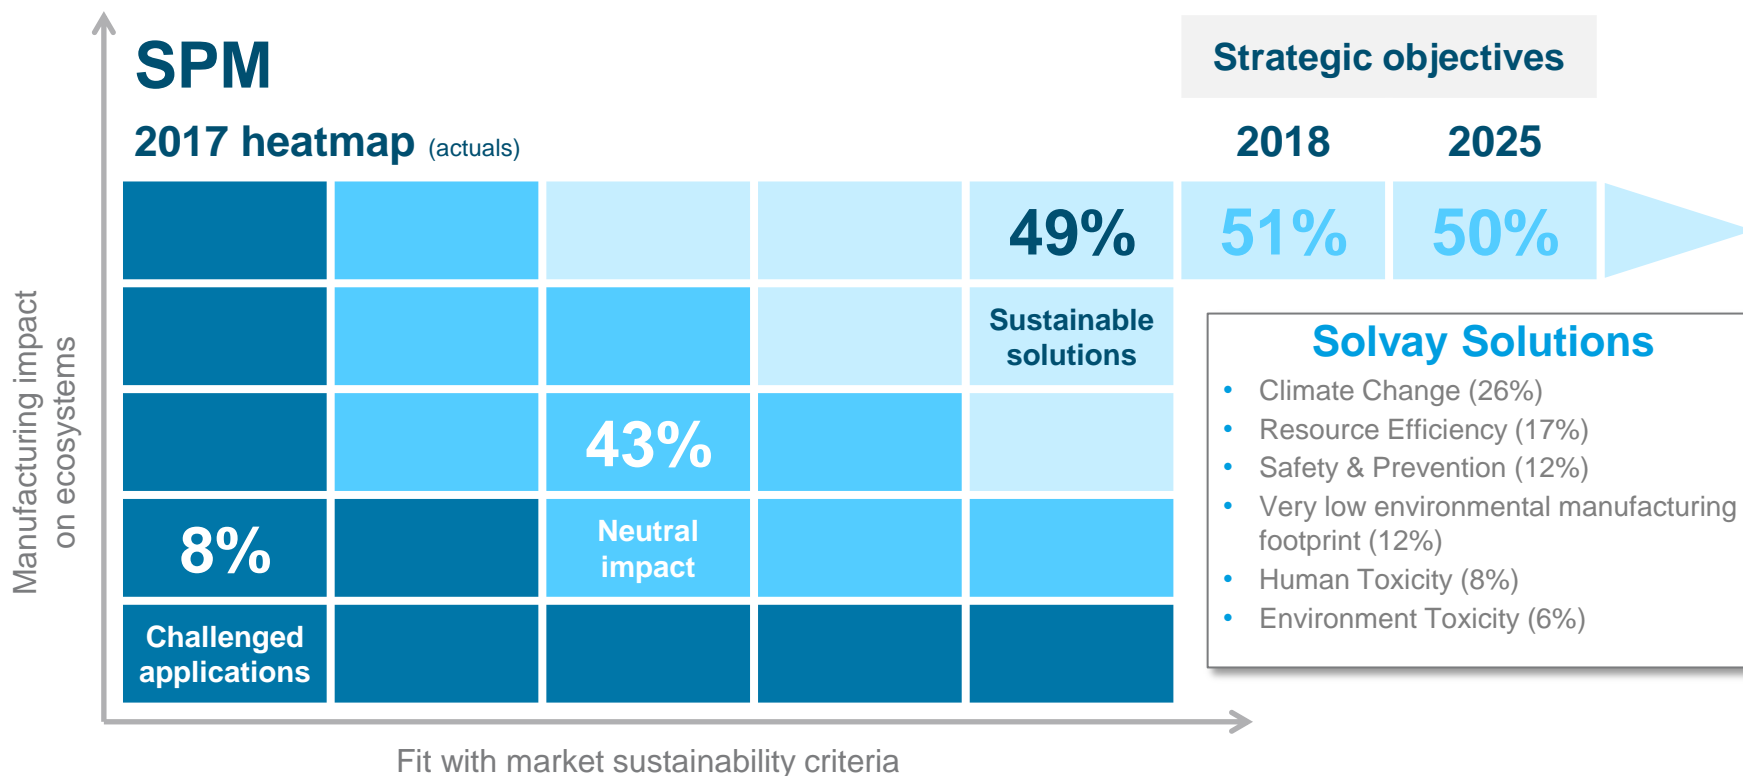 SPM
2017 heatmap (actuals)
Strategic objectives
2018
2025
49%
51%
50%
Sustainable
solutions
43%
Neutral
impact
8%
Challenged
applications
Manufacturing impact
on ecosystems
Fit with market sustainability criteria
Solvay Solutions
• Climate Change (26%)
• Resource Efficiency (17%)
• Safety & Prevention (12%)
• Very low environmental manufacturing
footprint (12%)
• Human Toxicity (8%)
• Environment Toxicity (6%)